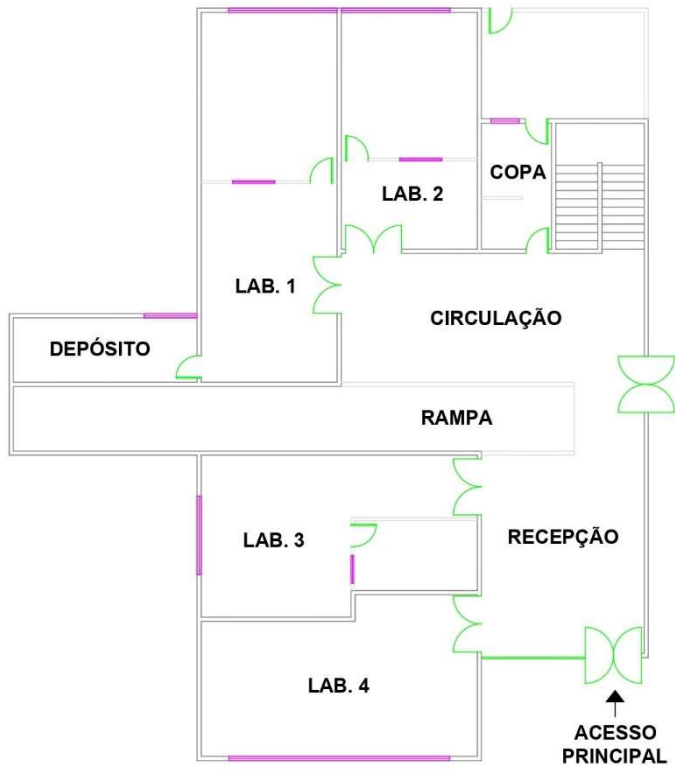 COPA
LAB. 2
LAB. 1
CIRCULAÇÃO
DEPÓSITO
RAMPA
LAB. 3
RECEPÇÃO
LAB. 4
ACESSO
PRINCIPAL